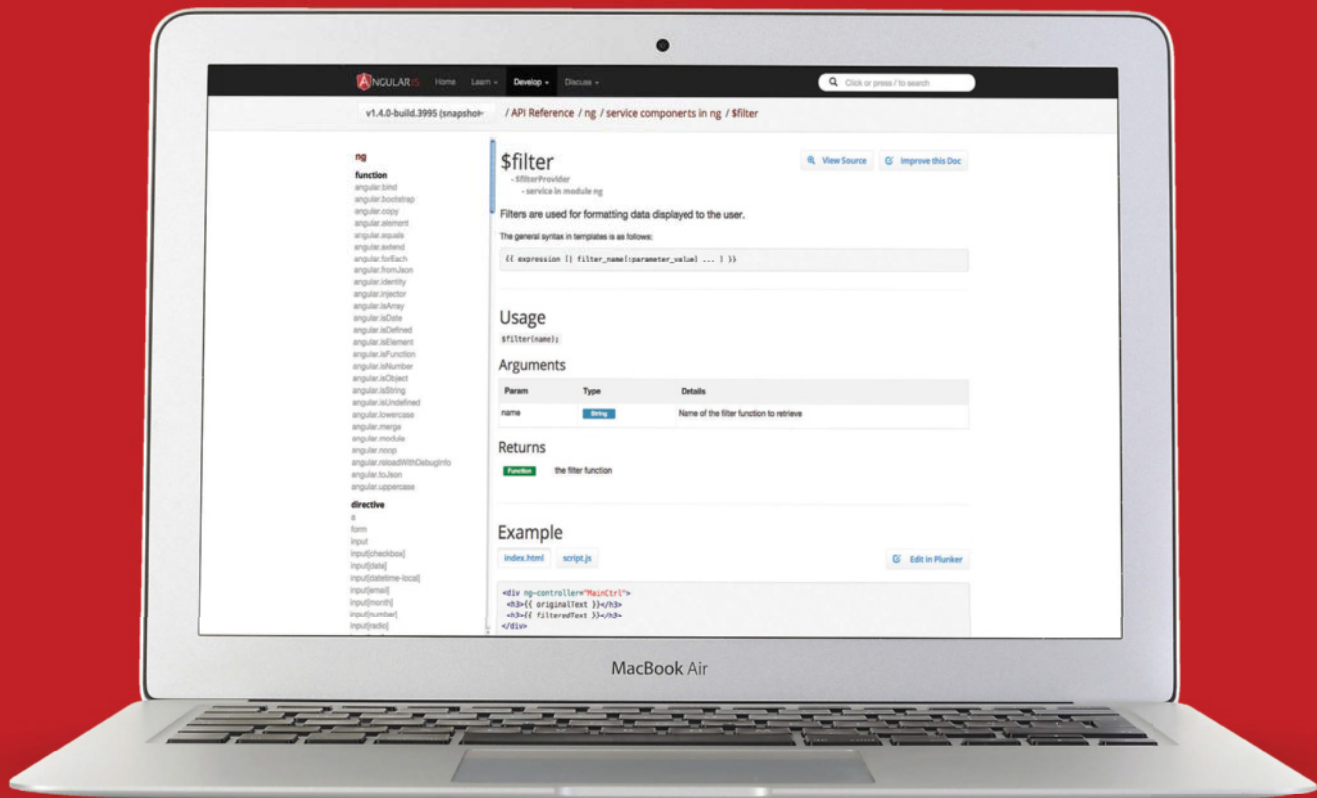 ANGULARJS Home Learn Develop Discuss Click or press / to search
v1.4.0-build.3995 (snapshot / API Reference / ng / service components in ng / $filter
ng
function
angular.bind
angular.bootstrap
angular.copy
angular.element
angular.equals
angular.extend
angular.forEach
angular.fromJson
angular.identity
angular.injector
angular.isArray
angular.isDate
angular.isDefined
angular.isElement
angular.isFunction
angular.isNumber
angular.isObject
angular.isString
angular.isUndefined
angular.lowercase
angular.merge
angular.module
angular.noop
angular.reloadWithDebugInfo
angular.toJson
angular.uppercase
directive
a
form
input
input[checkbox]
input[date]
input[datetime-local]
input[email]
input[month]
input[number]
input[radio]
$filter
View Source Improve this Doc
- $filterProvider
- service in module ng
Filters are used for formatting data displayed to the user.
The general syntax in templates is as follows:
{{ expression [| filter_name[:parameter_value] ... ] }}
Usage
$filter(name);
Arguments
Param Type Details
name String Name of the filter function to retrieve
Returns
Function the filter function
Example
index.html script.js Edit in Plunker
<div ng-controller="MainCtrl">
<h3>{{ originalText }}</h3>
<h3>{{ filteredText }}</h3>
</div>
MacBook Air